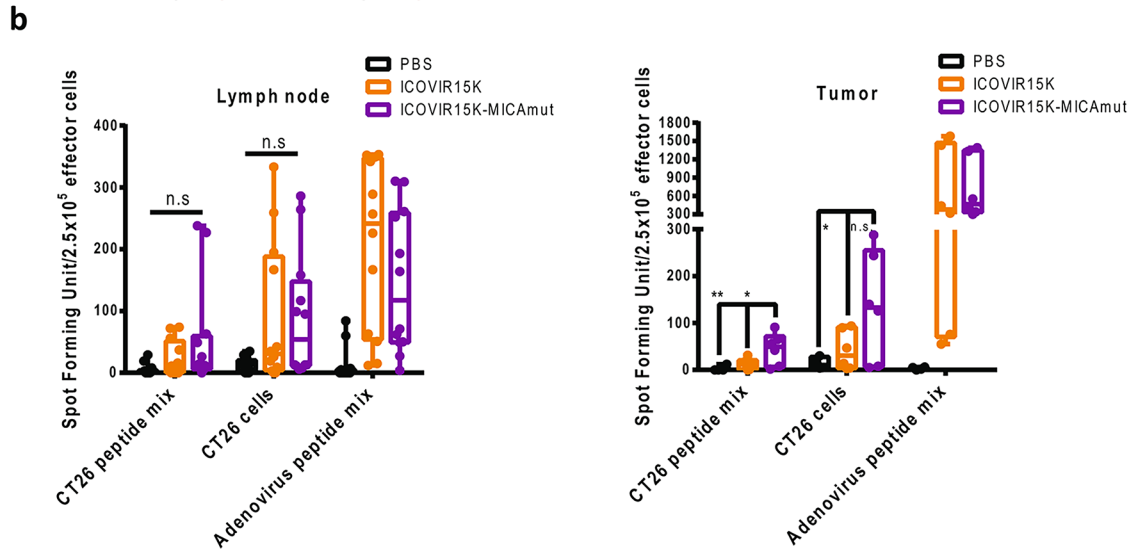 b
PBS
ICOVIR15K
ICOVIR15K-MICAmut
Lymph node
Spot Forming Unit/2.5x10⁵ effector cells
400
300
200
100
0
n.s
n.s
CT26 peptide mix
CT26 cells
Adenovirus peptide mix
PBS
ICOVIR15K
ICOVIR15K-MICAmut
Tumor
Spot Forming Unit/2.5x10⁵ effector cells
1800
1500
1200
900
600
300
300
200
100
0
** *
* n.s
CT26 peptide mix
CT26 cells
Adenovirus peptide mix